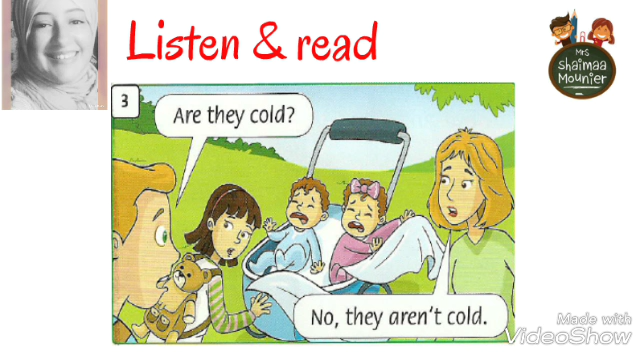 Listen & read
Mrs
Shaimaa
Mounier
3
Are they cold?
No, they aren't cold.
Made with
VideoShow